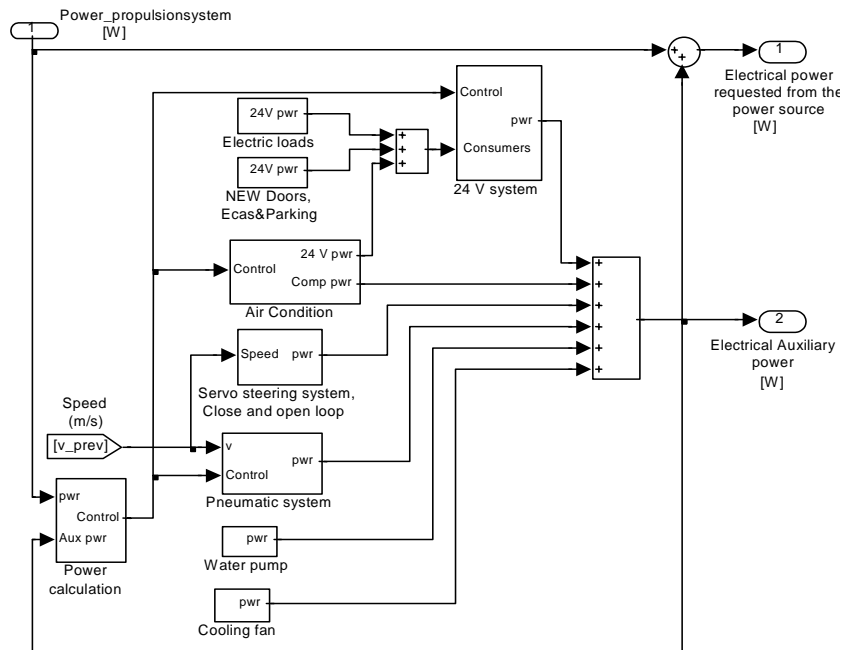 1
Power_propulsionsystem
[W]
+
+
1
Electrical power
requested from the
power source
[W]
Control
pwr
Consumers
24 V system
24V pwr
Electric loads
24V pwr
NEW Doors,
Ecas&Parking
+
+
+
24 V pwr
Control
Comp pwr
Air Condition
+
+
+
+
+
+
2
Electrical Auxiliary
power
[W]
Speed
pwr
Servo steering system,
Close and open loop
Speed
(m/s)
[v_prev]
v
pwr
Control
Pneumatic system
pwr
Control
Aux pwr
Power
calculation
pwr
Water pump
pwr
Cooling fan